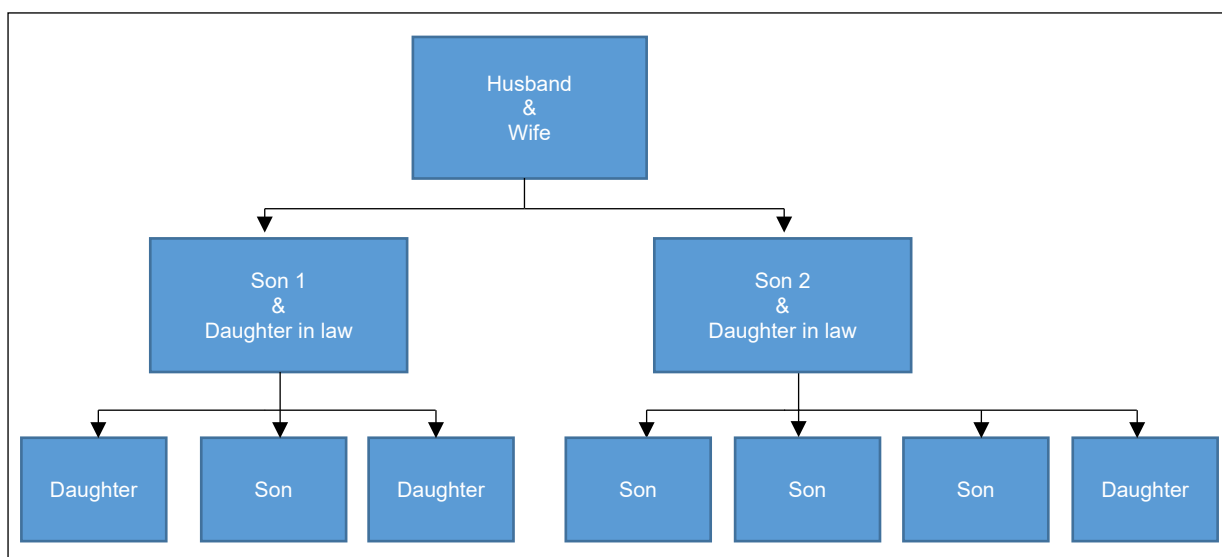 Husband
&
Wife
Son 1
&
Daughter in law
Son 2
&
Daughter in law
Daughter
Son
Daughter
Son
Son
Son
Daughter